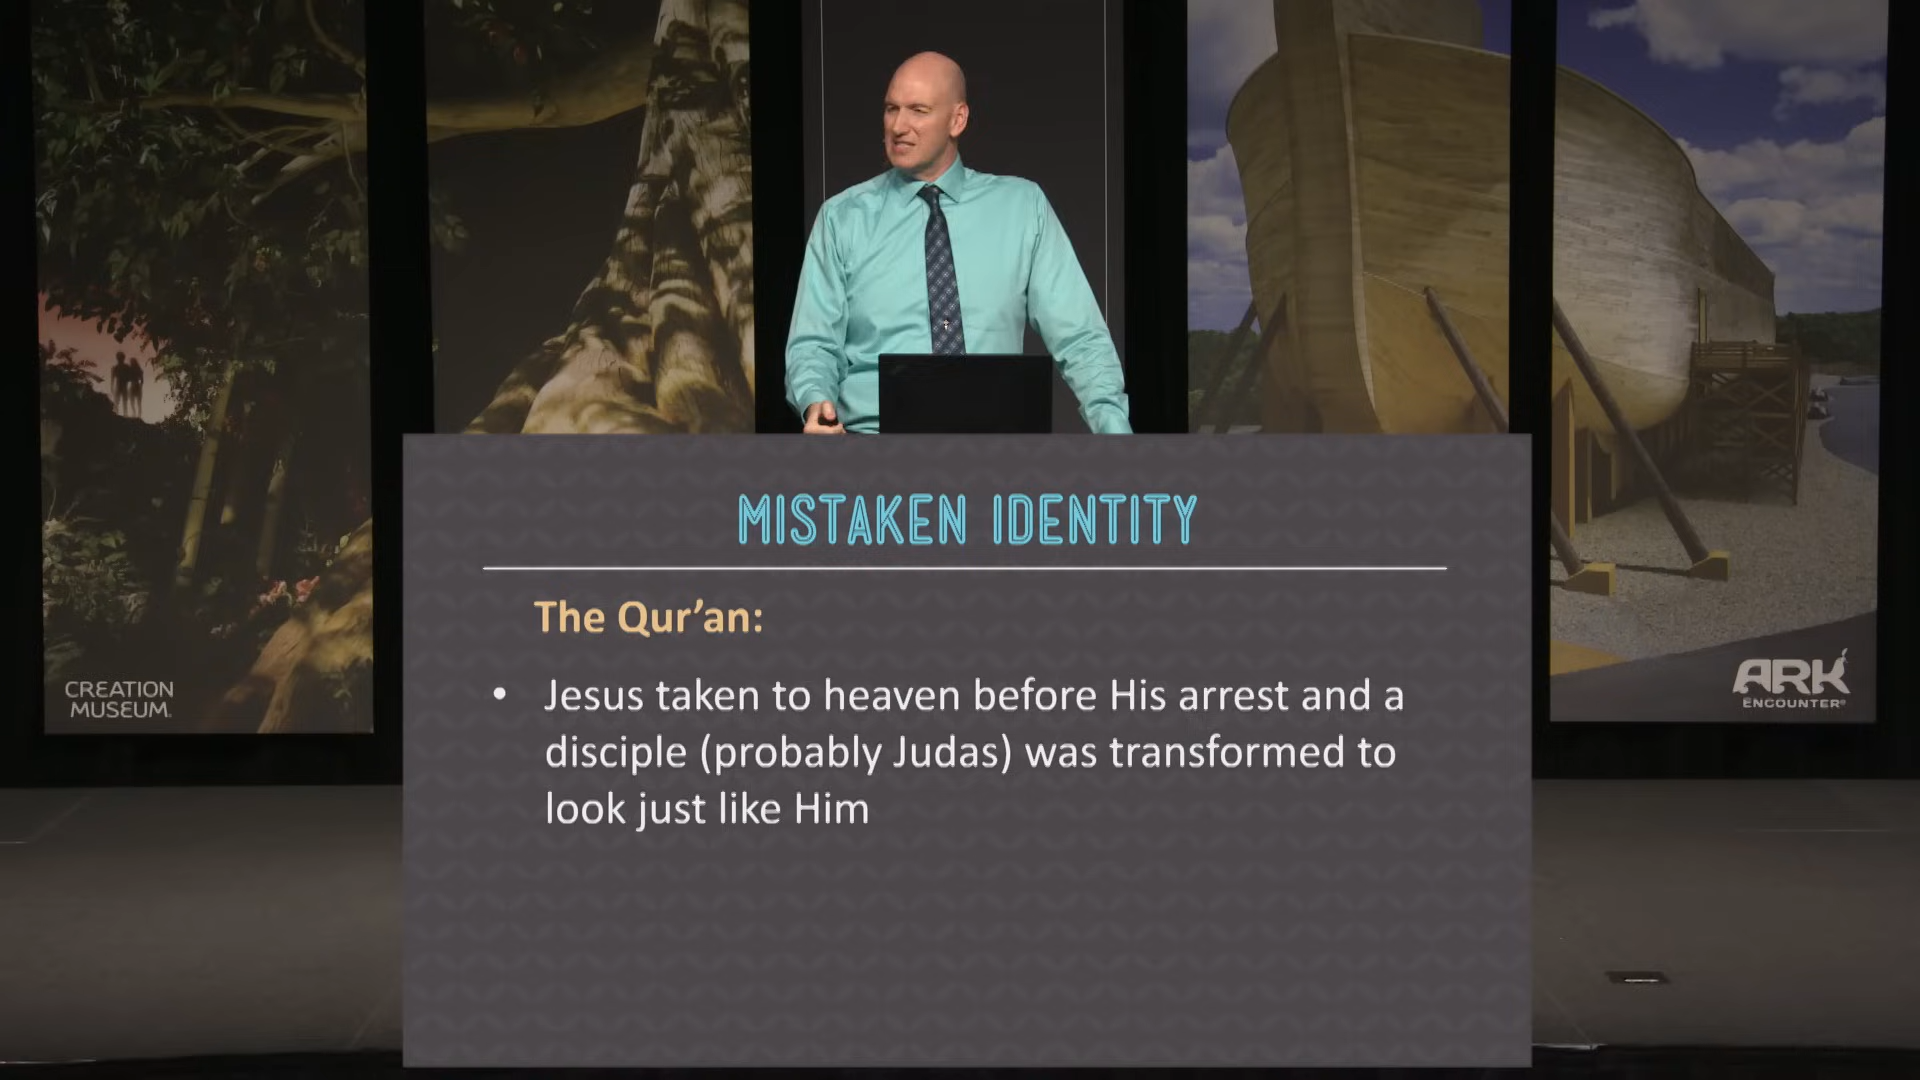 MISTAKEN IDENTITY
The Qur’an:
• Jesus taken to heaven before His arrest and a
disciple (probably Judas) was transformed to
look just like Him
CREATION
MUSEUM.
ARK
ENCOUNTER®